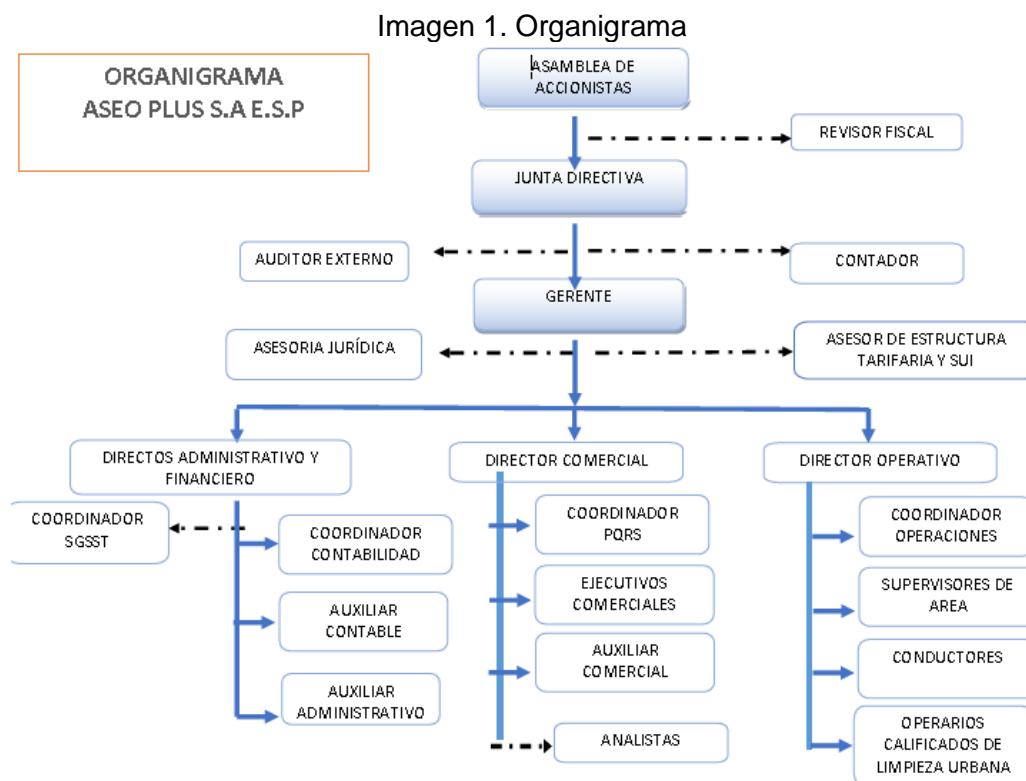 Imagen 1. Organigrama
ORGANIGRAMA
ASEO PLUS S.A E.S.P
ASAMBLEA DE
ACCIONISTAS
REVISOR FISCAL
JUNTA DIRECTIVA
AUDITOR EXTERNO
CONTADOR
GERENTE
ASESORIA JURÍDICA
ASESOR DE ESTRUCTURA
TARIFARIA Y SUI
DIRECTOS ADMINISTRATIVO Y
FINANCIERO
DIRECTOR COMERCIAL
DIRECTOR OPERATIVO
COORDINADOR
SGSST
COORDINADOR
CONTABILIDAD
AUXILIAR
CONTABLE
AUXILIAR
ADMINISTRATIVO
COORDINADOR
PQRS
EJECUTIVOS
COMERCIALES
AUXILIAR
COMERCIAL
ANALISTAS
COORDINADOR
OPERACIONES
SUPERVISORES DE
AREA
CONDUCTORES
OPERARIOS
CALIFICADOS DE
LIMPIEZA URBANA